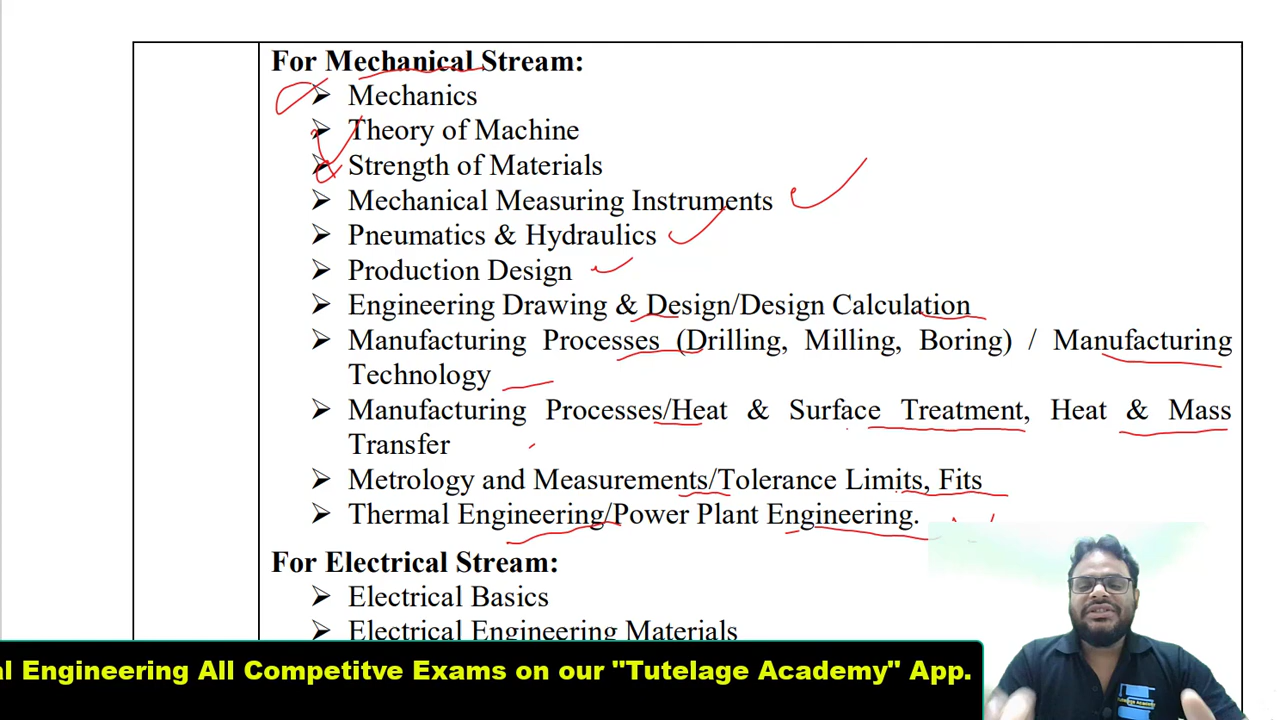 For Mechanical Stream:
➢ Mechanics
➢ Theory of Machine
➢ Strength of Materials
➢ Mechanical Measuring Instruments
➢ Pneumatics & Hydraulics
➢ Production Design
➢ Engineering Drawing & Design/Design Calculation
➢ Manufacturing Processes (Drilling, Milling, Boring) / Manufacturing
Technology
➢ Manufacturing Processes/Heat & Surface Treatment, Heat & Mass
Transfer
➢ Metrology and Measurements/Tolerance Limits, Fits
➢ Thermal Engineering/Power Plant Engineering.
For Electrical Stream:
➢ Electrical Basics
➢ Electrical Engineering Materials
al Engineering All Competitve Exams on our "Tutelage Academy" App.
Tutelage Academy